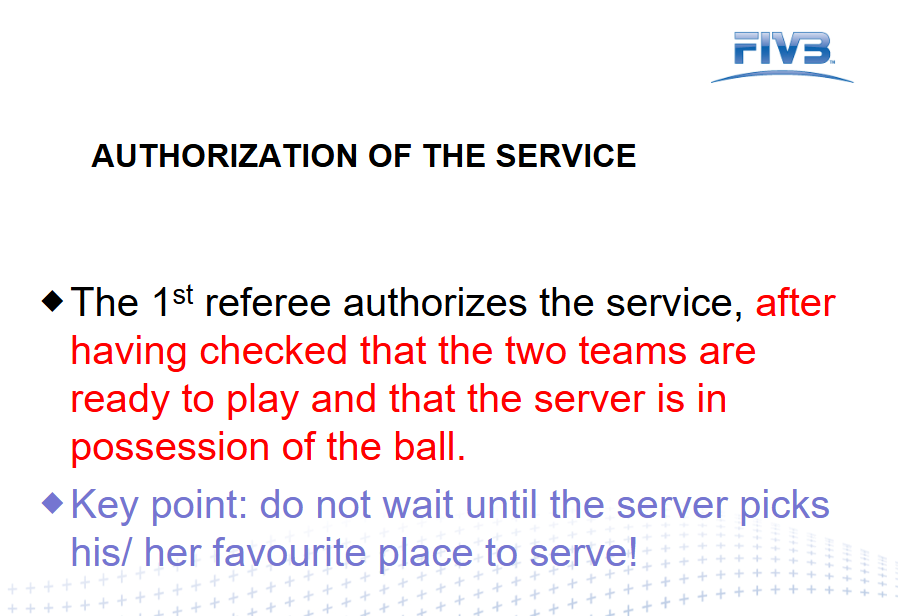 FIVB
AUTHORIZATION OF THE SERVICE
The 1st referee authorizes the service, after
having checked that the two teams are
ready to play and that the server is in
possession of the ball.
Key point: do not wait until the server picks
his/ her favourite place to serve!